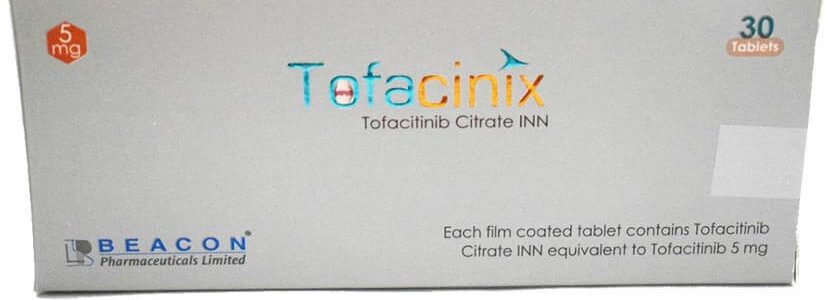 5
mg
30
Tablets
Tofacinix
Tofacitinib Citrate INN
Each film coated tablet contains Tofacitinib
Citrate INN equivalent to Tofacitinib 5 mg
BEACON®
Pharmaceuticals Limited